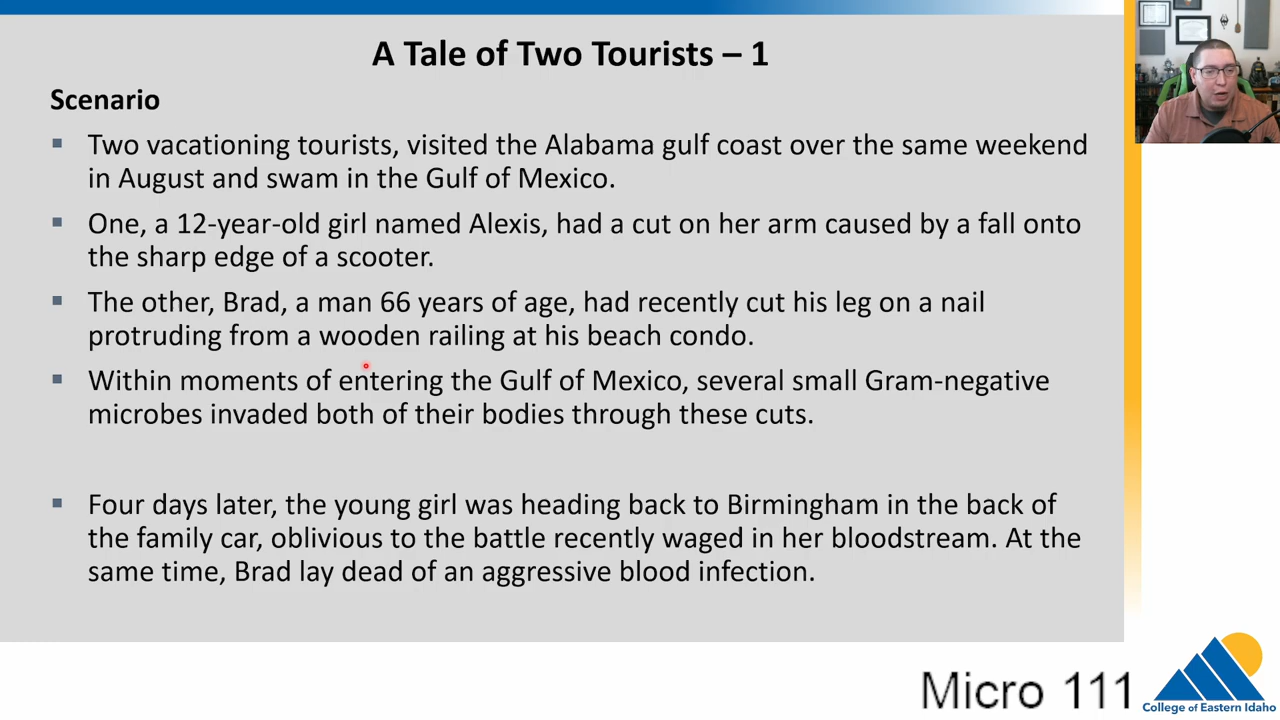 A Tale of Two Tourists – 1
Scenario
▪ Two vacationing tourists, visited the Alabama gulf coast over the same weekend
in August and swam in the Gulf of Mexico.
▪ One, a 12-year-old girl named Alexis, had a cut on her arm caused by a fall onto
the sharp edge of a scooter.
▪ The other, Brad, a man 66 years of age, had recently cut his leg on a nail
protruding from a wooden railing at his beach condo.
▪ Within moments of entering the Gulf of Mexico, several small Gram-negative
microbes invaded both of their bodies through these cuts.
▪ Four days later, the young girl was heading back to Birmingham in the back of
the family car, oblivious to the battle recently waged in her bloodstream. At the
same time, Brad lay dead of an aggressive blood infection.
Micro 111
College of Eastern Idaho